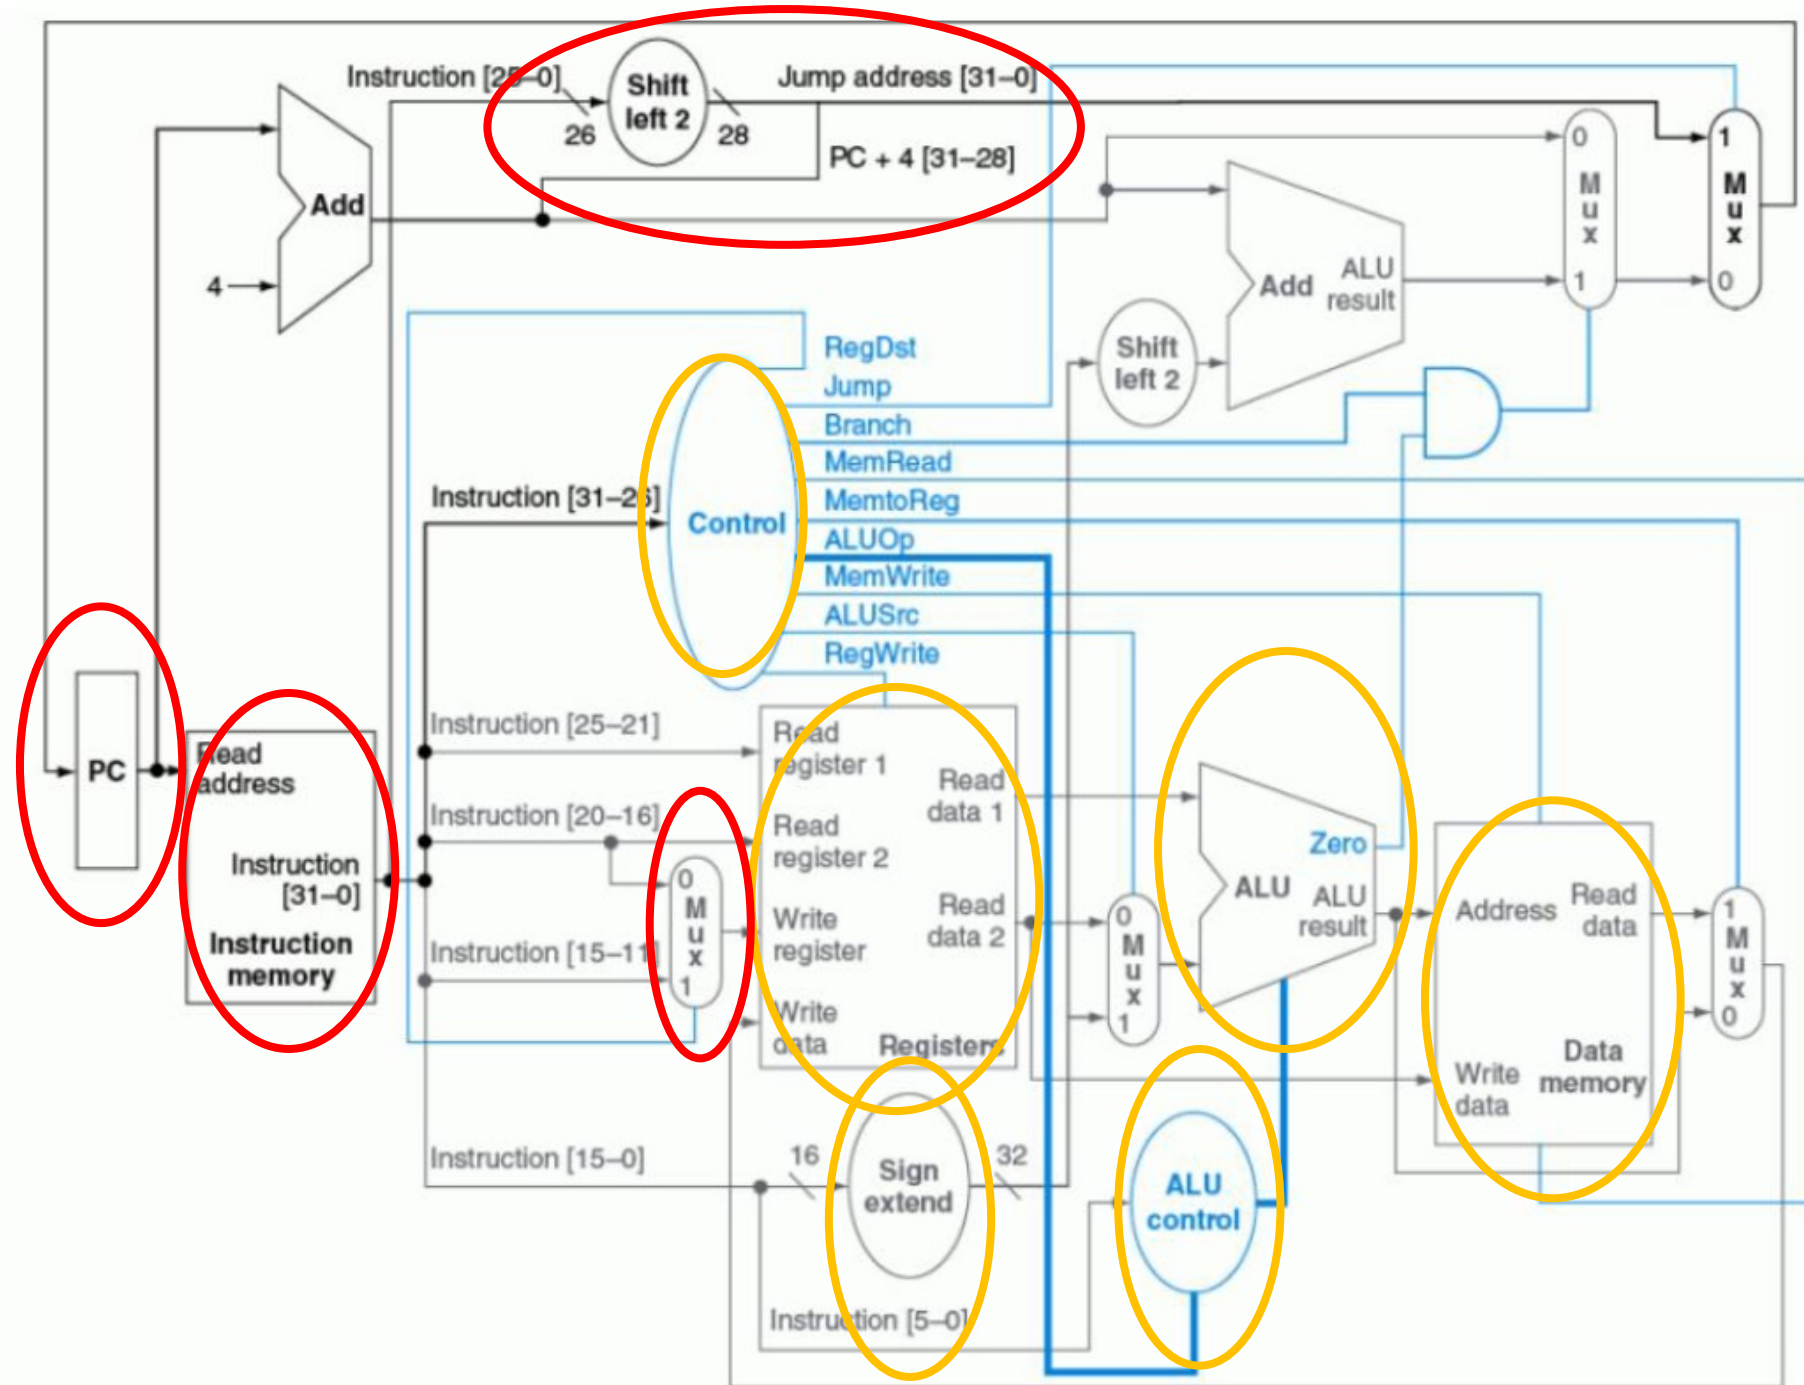 Instruction [25–0]
Shift
left 2
Jump address [31–0]
26
28
PC + 4 [31–28]
Add
4
0
M
u
x
1
1
M
u
x
0
Add
ALU
result
Shift
left 2
RegDst
Jump
Branch
MemRead
MemtoReg
ALUOp
MemWrite
ALUSrc
RegWrite
Instruction [31–26]
Control
PC
Read
address
Instruction
[31–0]
Instruction
memory
Instruction [25–21]
Instruction [20–16]
Instruction [15–11]
0
M
u
x
1
Read
register 1
Read
register 2
Write
register
Write
data
Read
data 1
Read
data 2
Registers
0
M
u
x
1
Zero
ALU
ALU
result
Address
Read
data
Write
data
Data
memory
1
M
u
x
0
Instruction [15–0]
16
Sign
extend
32
ALU
control
Instruction [5–0]